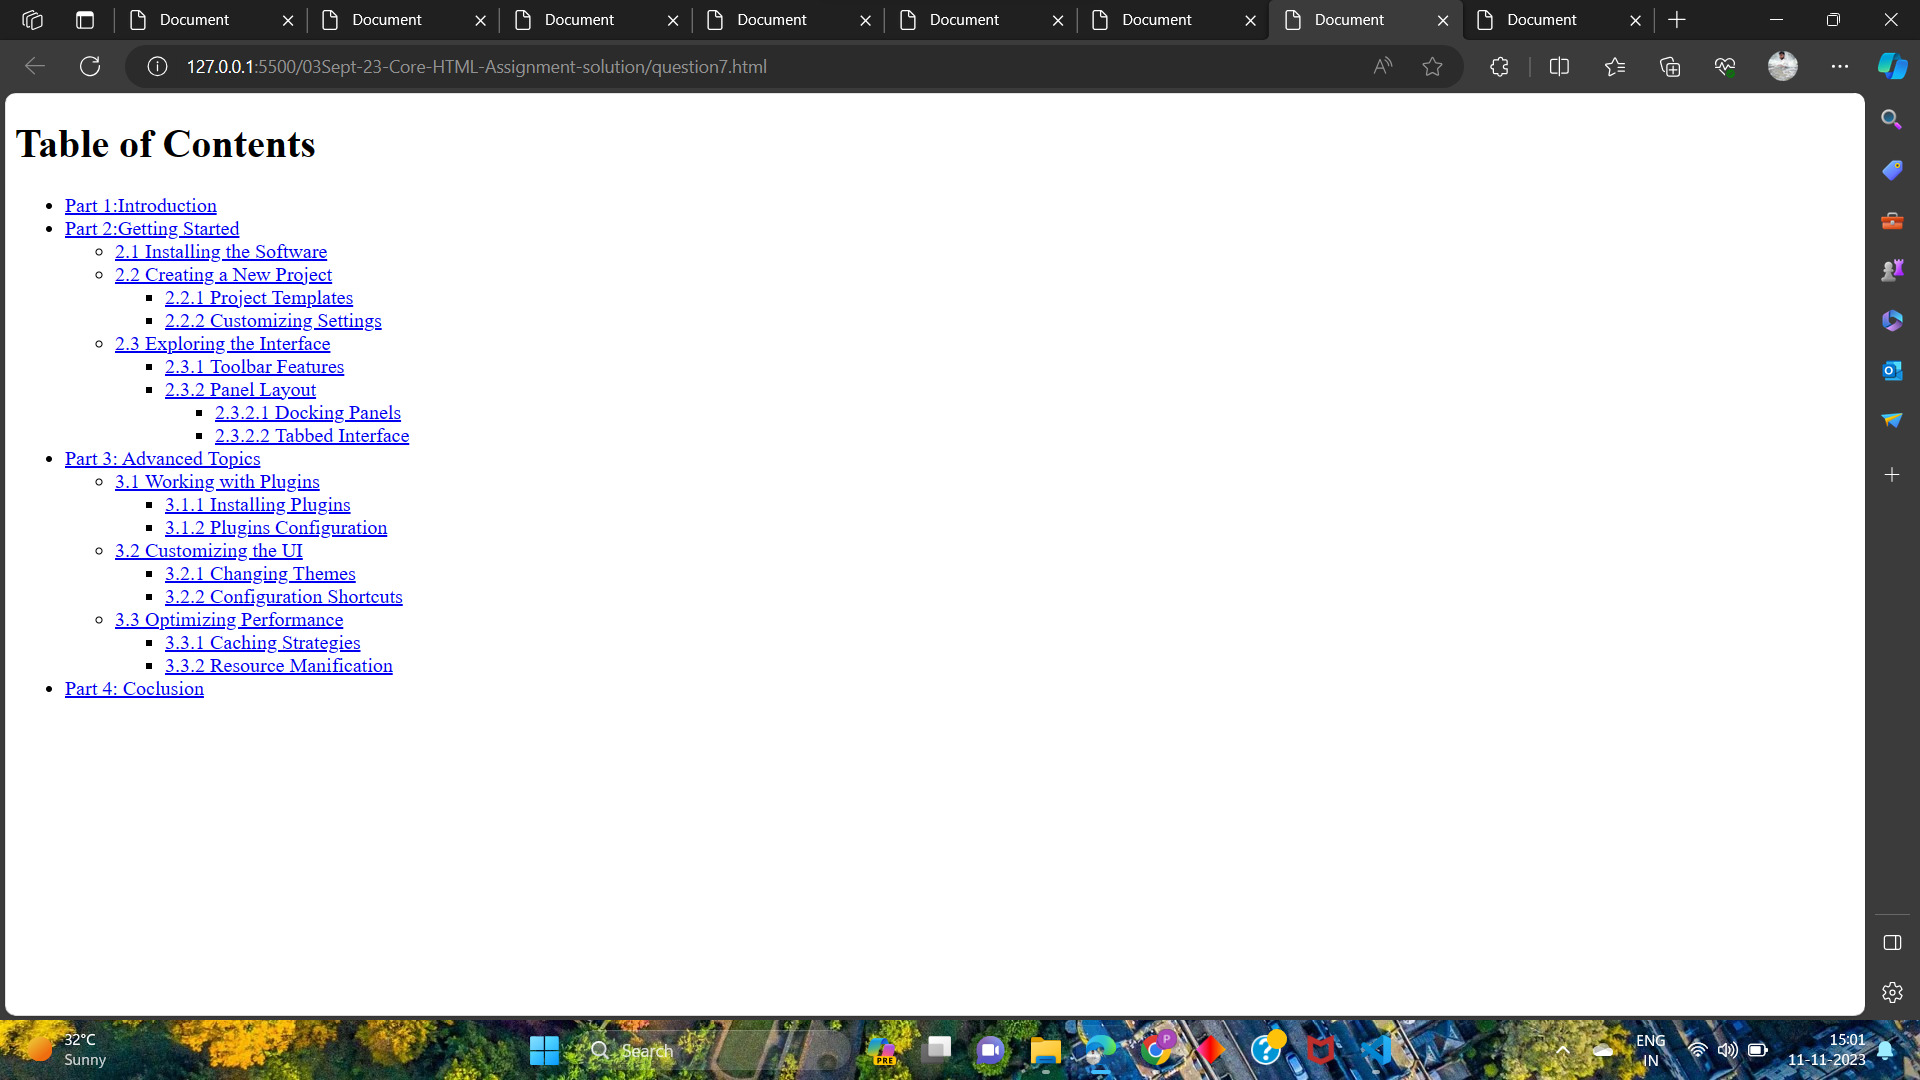 Document
Document
Document
Document
Document
Document
Document
Document
127.0.0.1:5500/03Sept-23-Core-HTML-Assignment-solution/question7.html
Table of Contents
Part 1:Introduction
Part 2:Getting Started
2.1 Installing the Software
2.2 Creating a New Project
2.2.1 Project Templates
2.2.2 Customizing Settings
2.3 Exploring the Interface
2.3.1 Toolbar Features
2.3.2 Panel Layout
2.3.2.1 Docking Panels
2.3.2.2 Tabbed Interface
Part 3: Advanced Topics
3.1 Working with Plugins
3.1.1 Installing Plugins
3.1.2 Plugins Configuration
3.2 Customizing the UI
3.2.1 Changing Themes
3.2.2 Configuration Shortcuts
3.3 Optimizing Performance
3.3.1 Caching Strategies
3.3.2 Resource Manification
Part 4: Coclusion
32°C
Sunny
Search
PRE
P
ENG
IN
15:01
11-11-2023